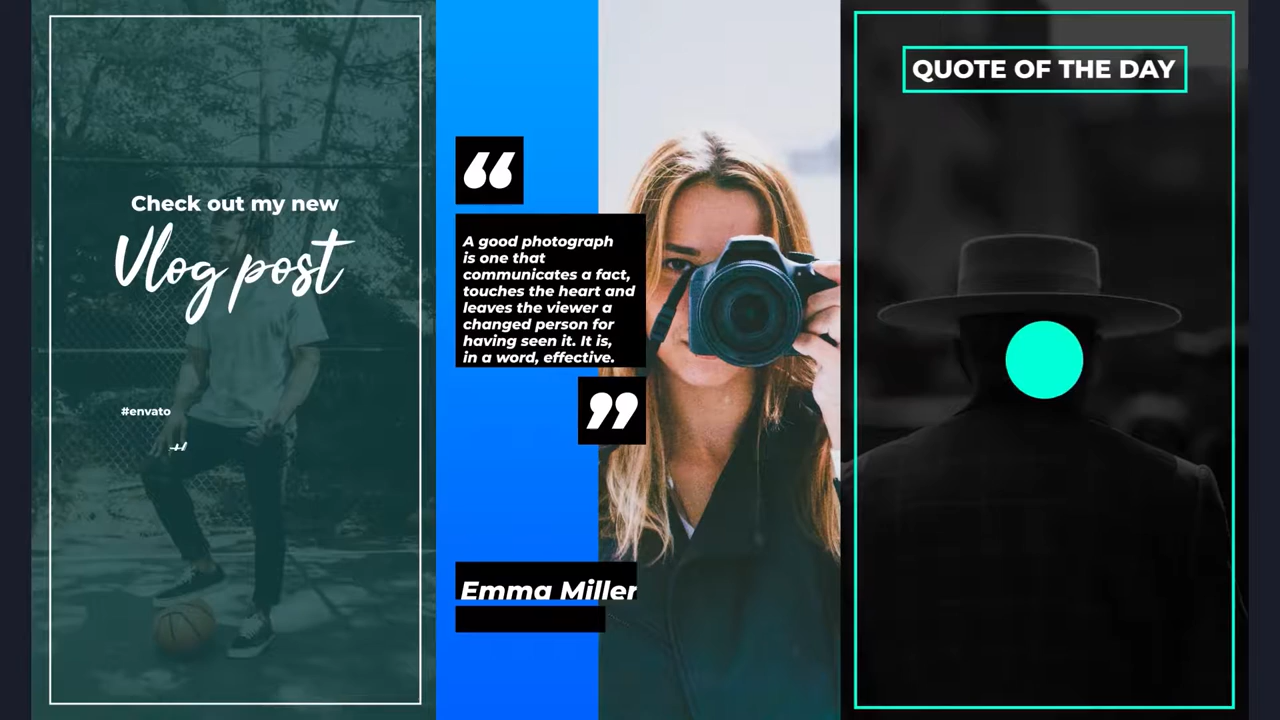 Check out my new
Vlog post
#envato
“
A good photograph
is one that
communicates a fact,
touches the heart and
leaves the viewer a
changed person for
having seen it. It is,
in a word, effective.
”
Emma Miller
QUOTE OF THE DAY